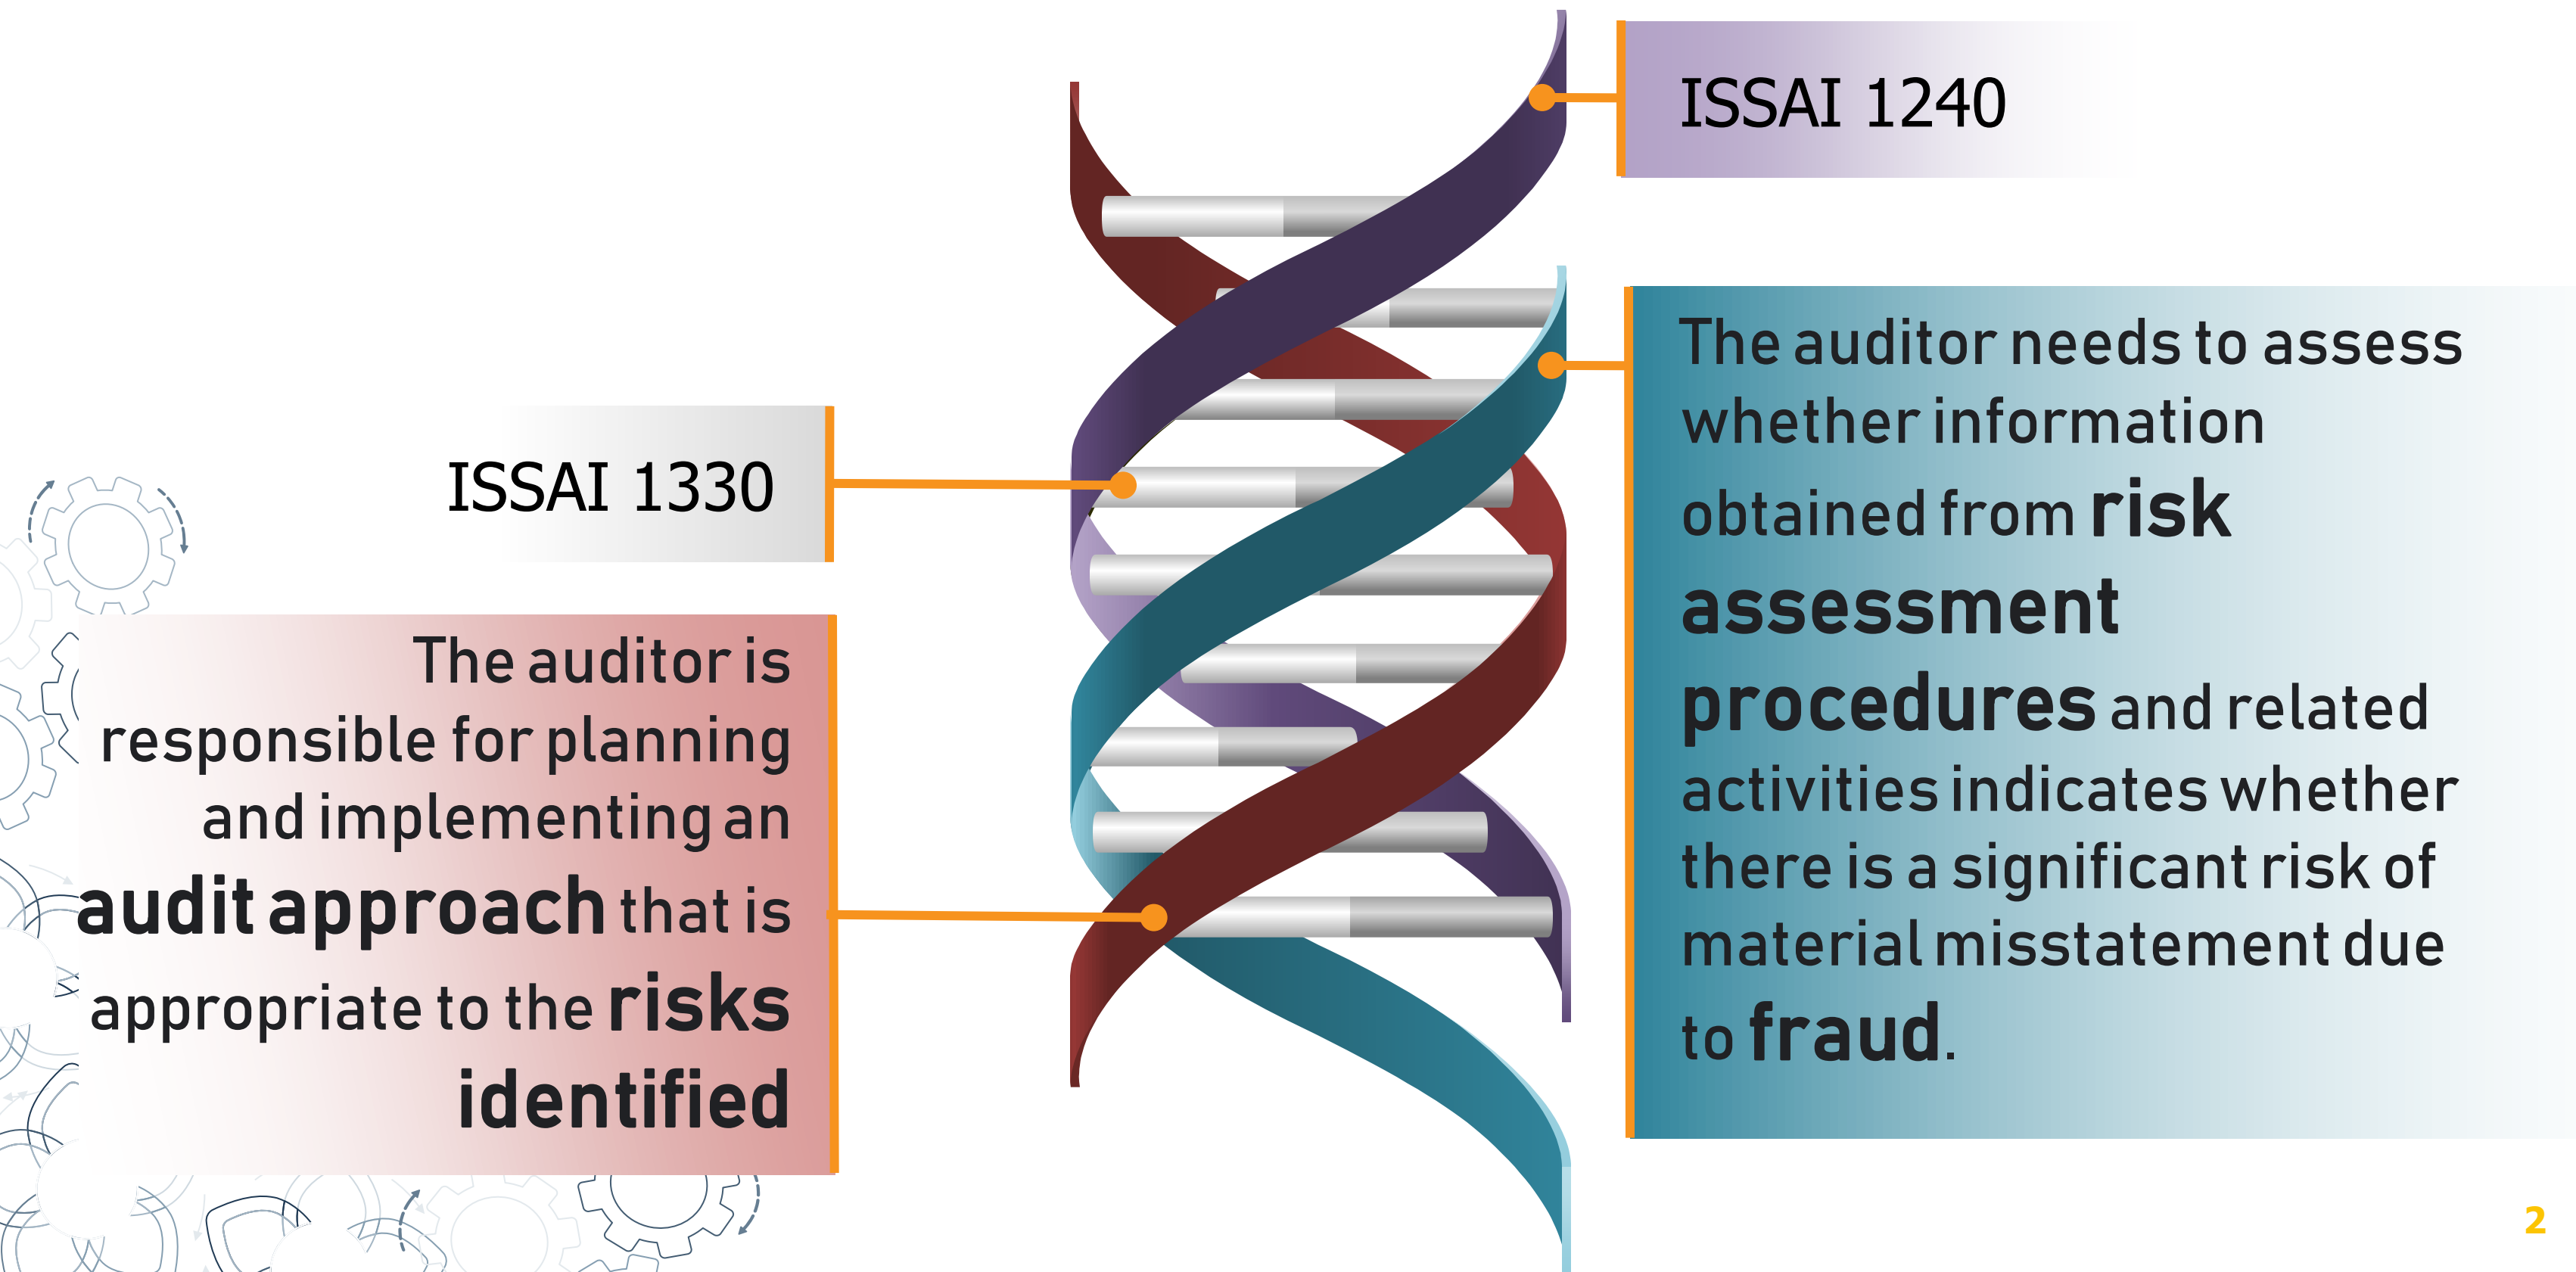 ISSAI 1240
The auditor needs to assess
whether information
obtained from risk
assessment
procedures and related
activities indicates whether
there is a significant risk of
material misstatement due
to fraud.
ISSAI 1330
The auditor is
responsible for planning
and implementing an
audit approach that is
appropriate to the risks
identified
2